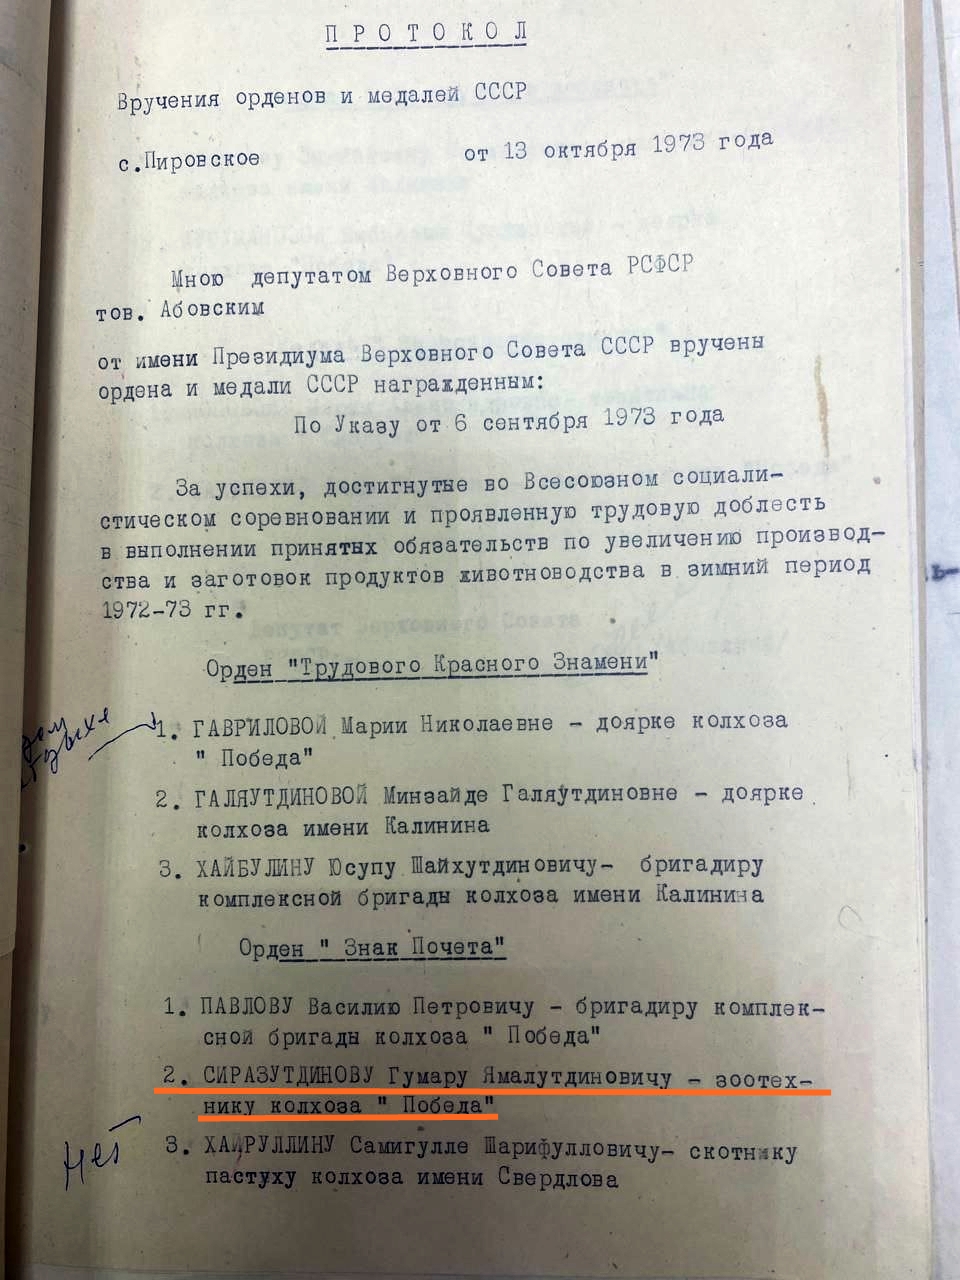 ПРОТОКОЛ
Вручения орденов и медалей СССР
с.Пировское от 13 октября 1973 года
Мною депутатом Верховного Совета РСФСР
тов. Абовским
от имени Президиума Верховного Совета СССР вручены
ордена и медали СССР награжденным:
По Указу от 6 сентября 1973 года
За успехи, достигнутые во Всесоюзном социали-
стическом соревновании и проявленную трудовую доблесть
в выполнении принятых обязательств по увеличению производ-
ства и заготовок продуктов животноводства в зимний период
1972-73 гг.
Орден "Трудового Красного Знамени"
1. ГАВРИЛОВОЙ Марии Николаевне - доярке колхоза
" Победа"
2. ГАЛЯУТДИНОВОЙ Минзайде Галяутдиновне - доярке
колхоза имени Калинина
3. ХАЙБУЛИНУ Юсупу Шайхутдиновичу- бригадиру
комплексной бригады колхоза имени Калинина
Орден " Знак Почета"
1. ПАВЛОВУ Василию Петровичу - бригадиру комплек-
сной бригады колхоза " Победа"
2. СИРАЗУТДИНОВУ Гумару Ямалутдиновичу - зоотех-
нику колхоза " Победа"
Нет
3. ХАЙРУЛЛИНУ Самигулле Шарифулловичу- скотнику
пастуху колхоза имени Свердлова